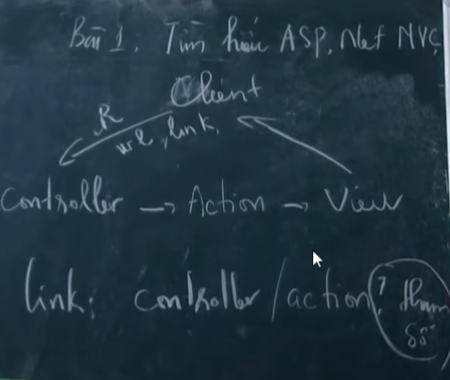 Bài 1. Tìm hiểu ASP.Net MVC
Client
R
url, link,
Controller → Action → View
link: controller/action? tham
số